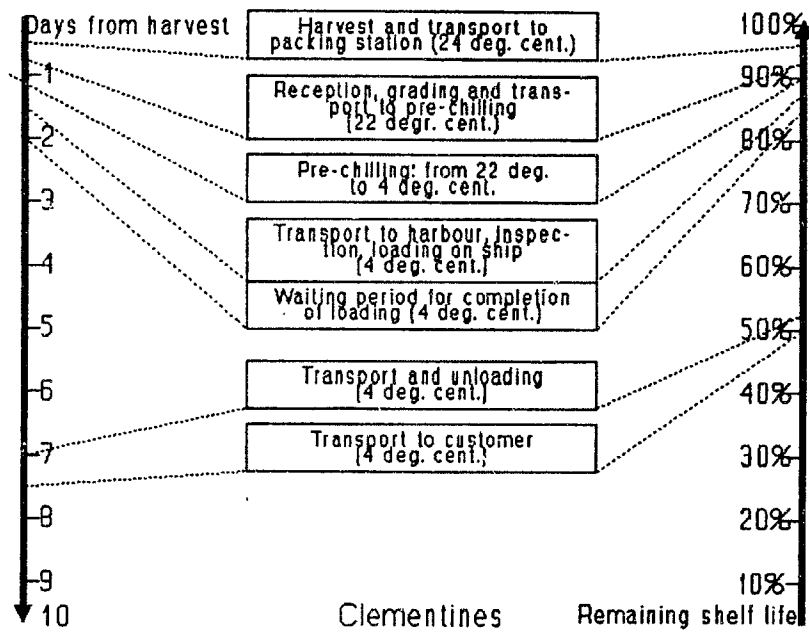 Days from harvest
1
2
3
4
5
6
7
8
9
10
Harvest and transport to
packing station (24 deg. cent.)
Reception, grading and trans-
port to pre-chilling
(22 degr. cent.)
Pre-chilling: from 22 deg.
to 4 deg. cent.
Transport to harbour, inspec-
tion, loading on ship
(4 deg. cent.)
Waiting period for completion
of loading (4 deg. cent.)
Transport and unloading
(4 deg. cent.)
Transport to customer
(4 deg. cent.)
Clementines
100%
90%
80%
70%
60%
50%
40%
30%
20%
10%
Remaining shelf life